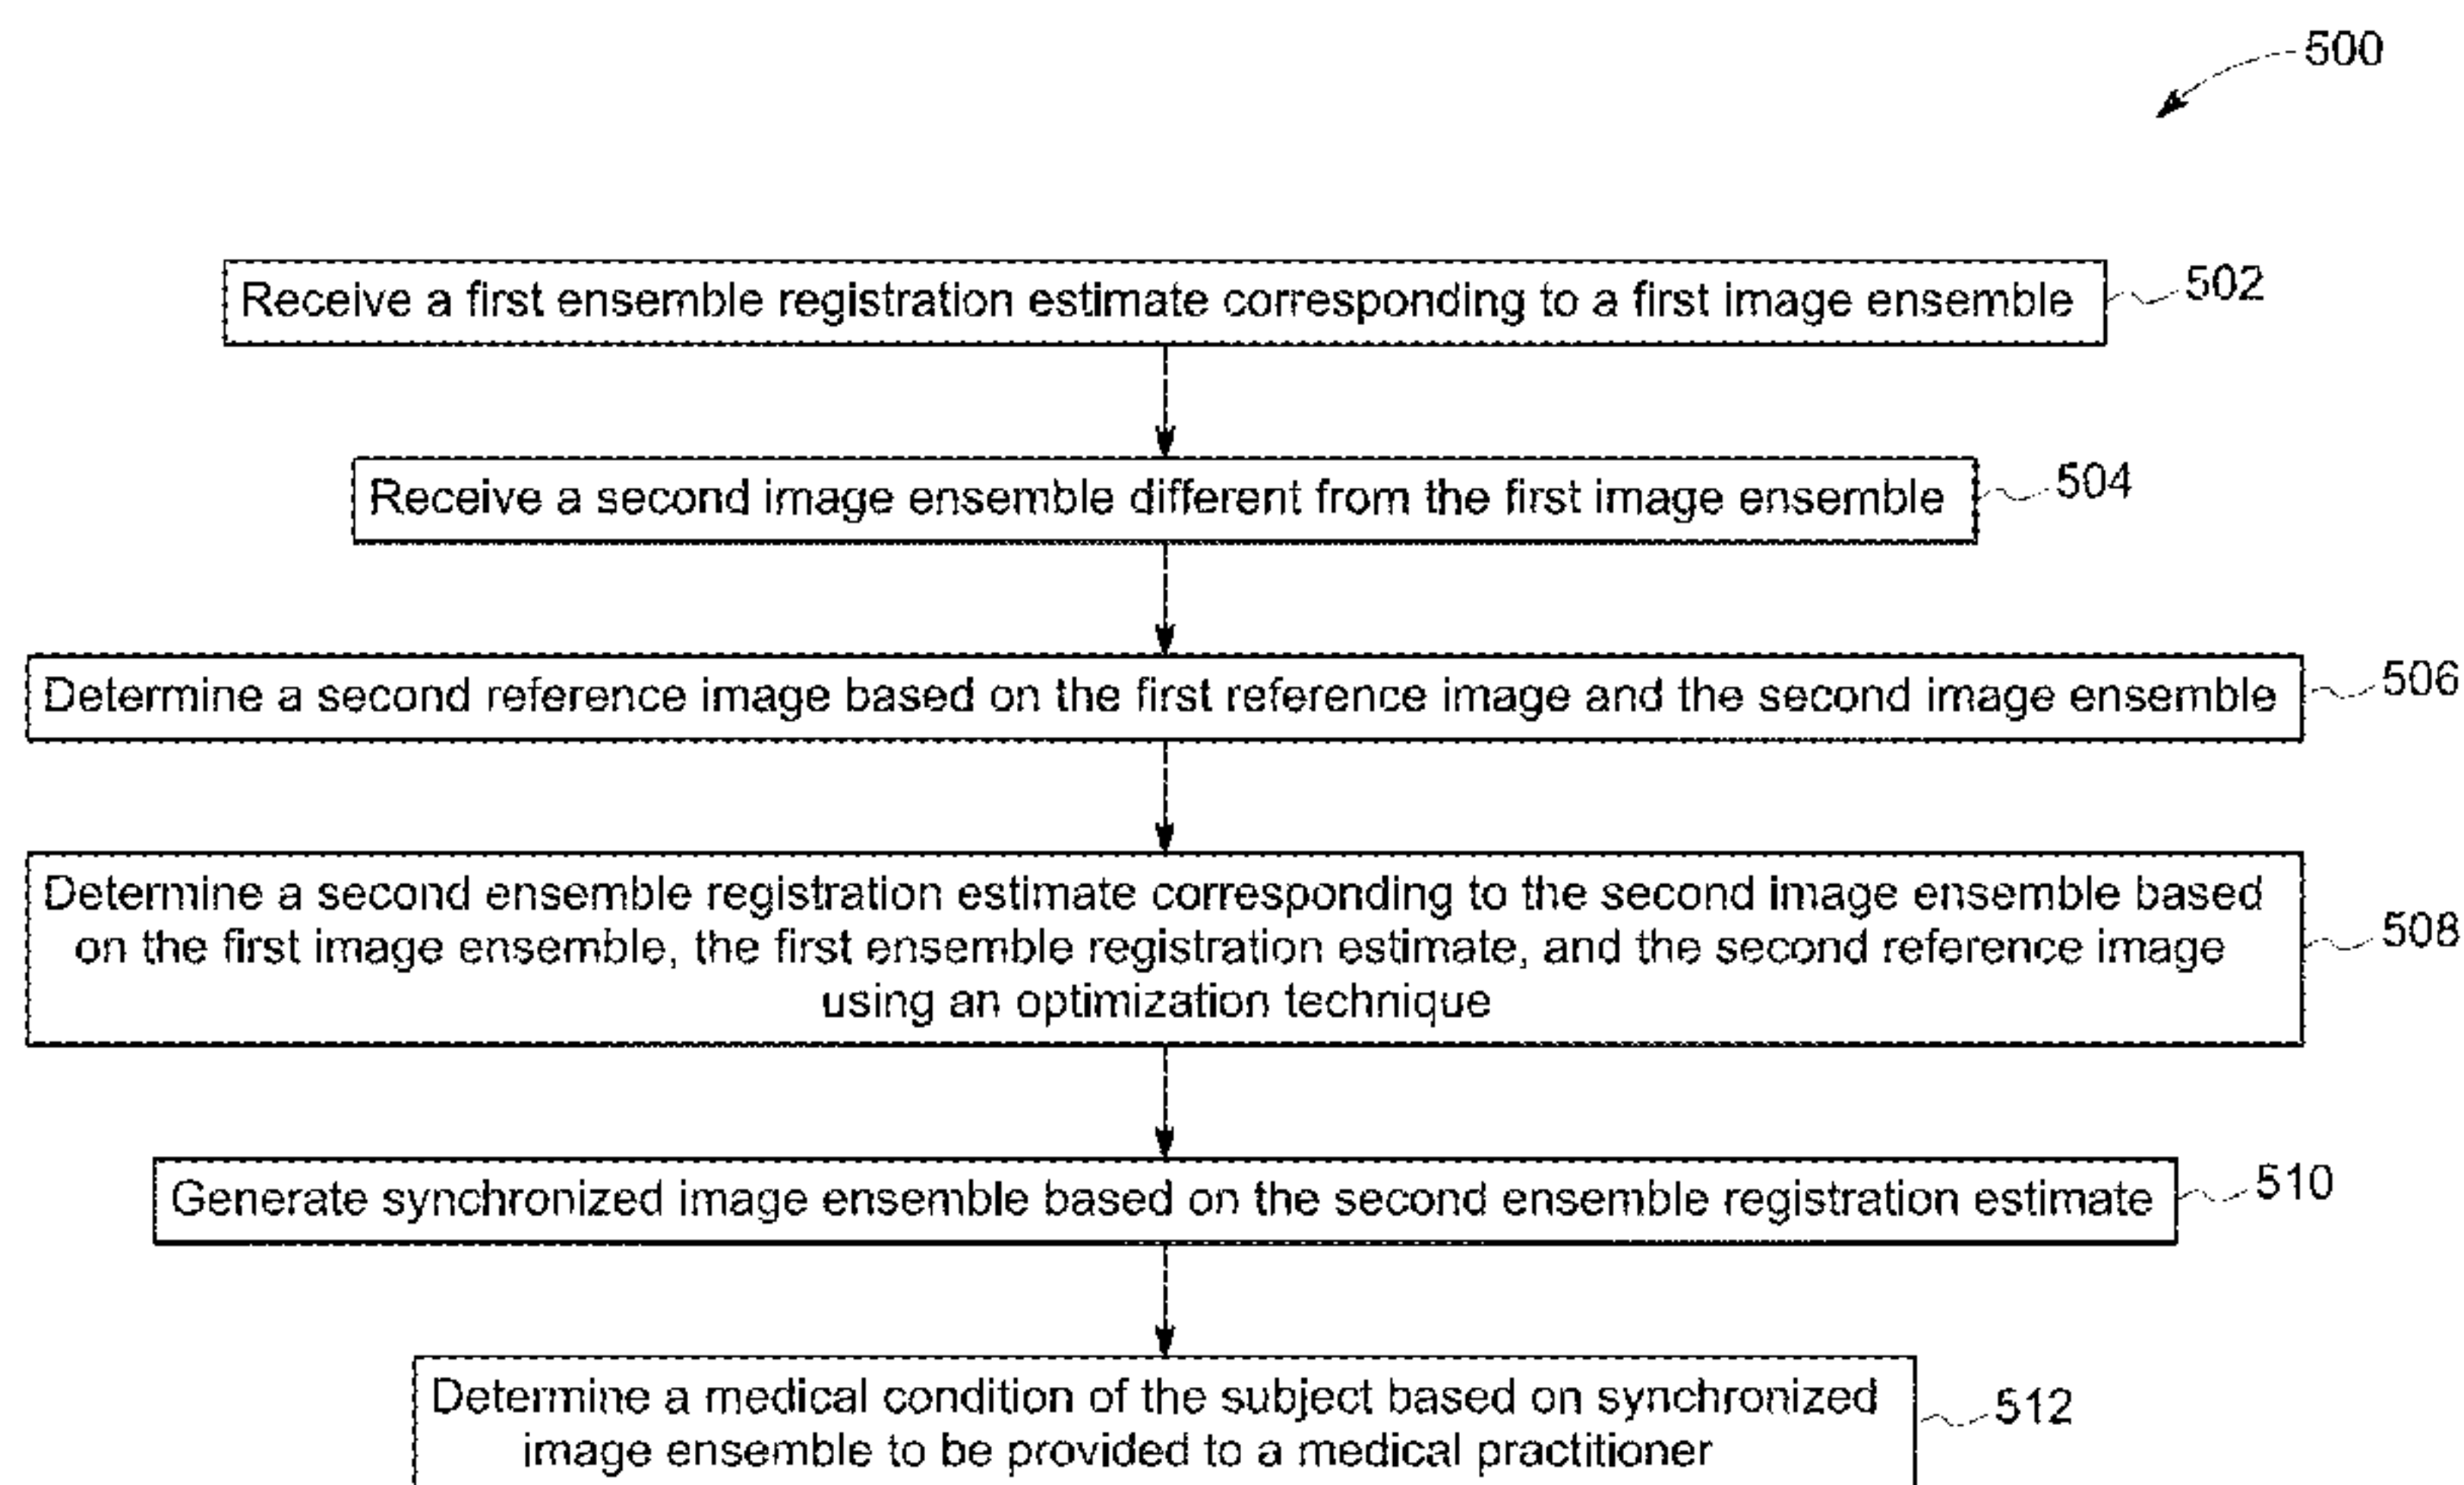 500
Receive a first ensemble registration estimate corresponding to a first image ensemble
502
Receive a second image ensemble different from the first image ensemble
504
Determine a second reference image based on the first reference image and the second image ensemble
506
Determine a second ensemble registration estimate corresponding to the second image ensemble based
on the first image ensemble, the first ensemble registration estimate, and the second reference image
using an optimization technique
508
Generate synchronized image ensemble based on the second ensemble registration estimate
510
Determine a medical condition of the subject based on synchronized
image ensemble to be provided to a medical practitioner
512